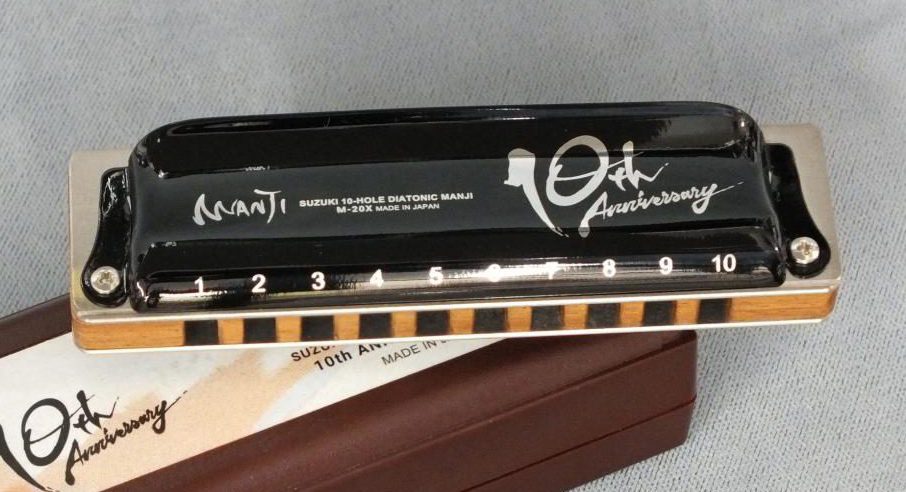 MANJI
SUZUKI 10-HOLE DIATONIC MANJI
M-20X MADE IN JAPAN
10th
Anniversary
1 2 3 4 5 6 7 8 9 10
10th
MADE IN
10th
Anniversary